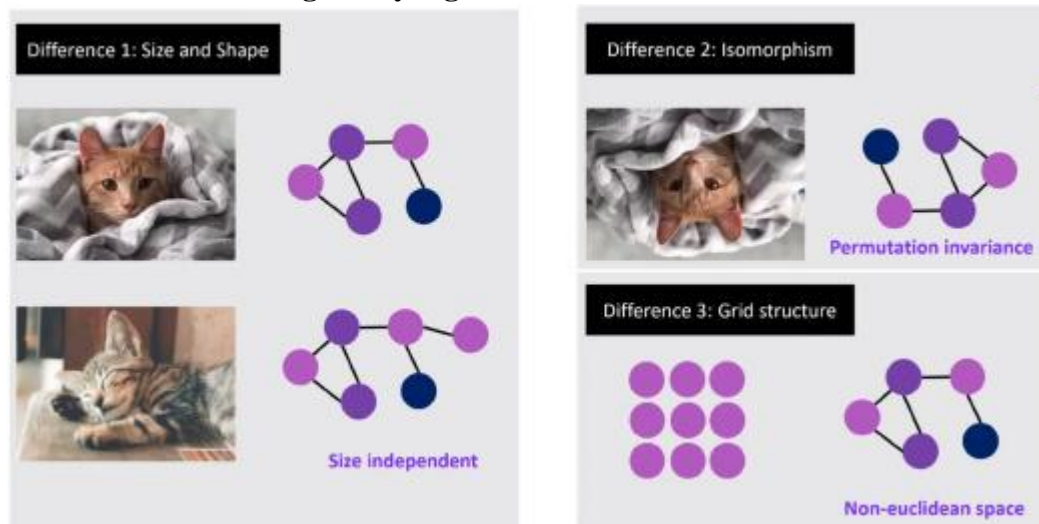 Difference 1: Size and Shape
Size independent
Difference 2: Isomorphism
Permutation invariance
Difference 3: Grid structure
Non-euclidean space